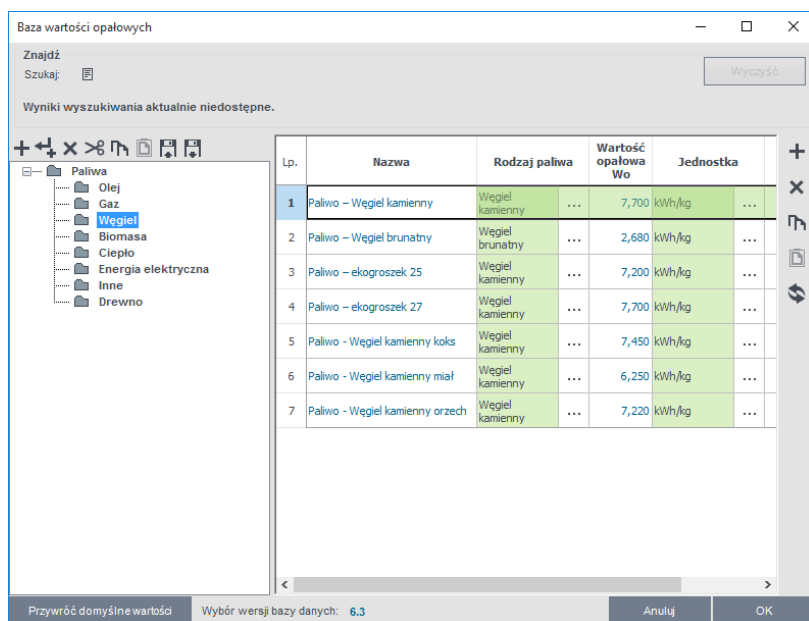 Baza wartości opałowych
Znajdź
Szukaj:
Wyczyść
Wyniki wyszukiwania aktualnie niedostępne.
Paliwa
Olej
Gaz
Węgiel
Biomasa
Ciepło
Energia elektryczna
Inne
Drewno
Lp. Nazwa Rodzaj paliwa Wartość opałowa Wo Jednostka
1 Paliwo – Węgiel kamienny Węgiel kamienny ... 7,700 kWh/kg ...
2 Paliwo – Węgiel brunatny Węgiel brunatny ... 2,680 kWh/kg ...
3 Paliwo – ekogroszek 25 Węgiel kamienny ... 7,200 kWh/kg ...
4 Paliwo – ekogroszek 27 Węgiel kamienny ... 7,700 kWh/kg ...
5 Paliwo - Węgiel kamienny koks Węgiel kamienny ... 7,450 kWh/kg ...
6 Paliwo - Węgiel kamienny miał Węgiel kamienny ... 6,250 kWh/kg ...
7 Paliwo - Węgiel kamienny orzech Węgiel kamienny ... 7,220 kWh/kg ...
Przywróć domyślne wartości Wybór wersji bazy danych: 6.3 Anuluj OK